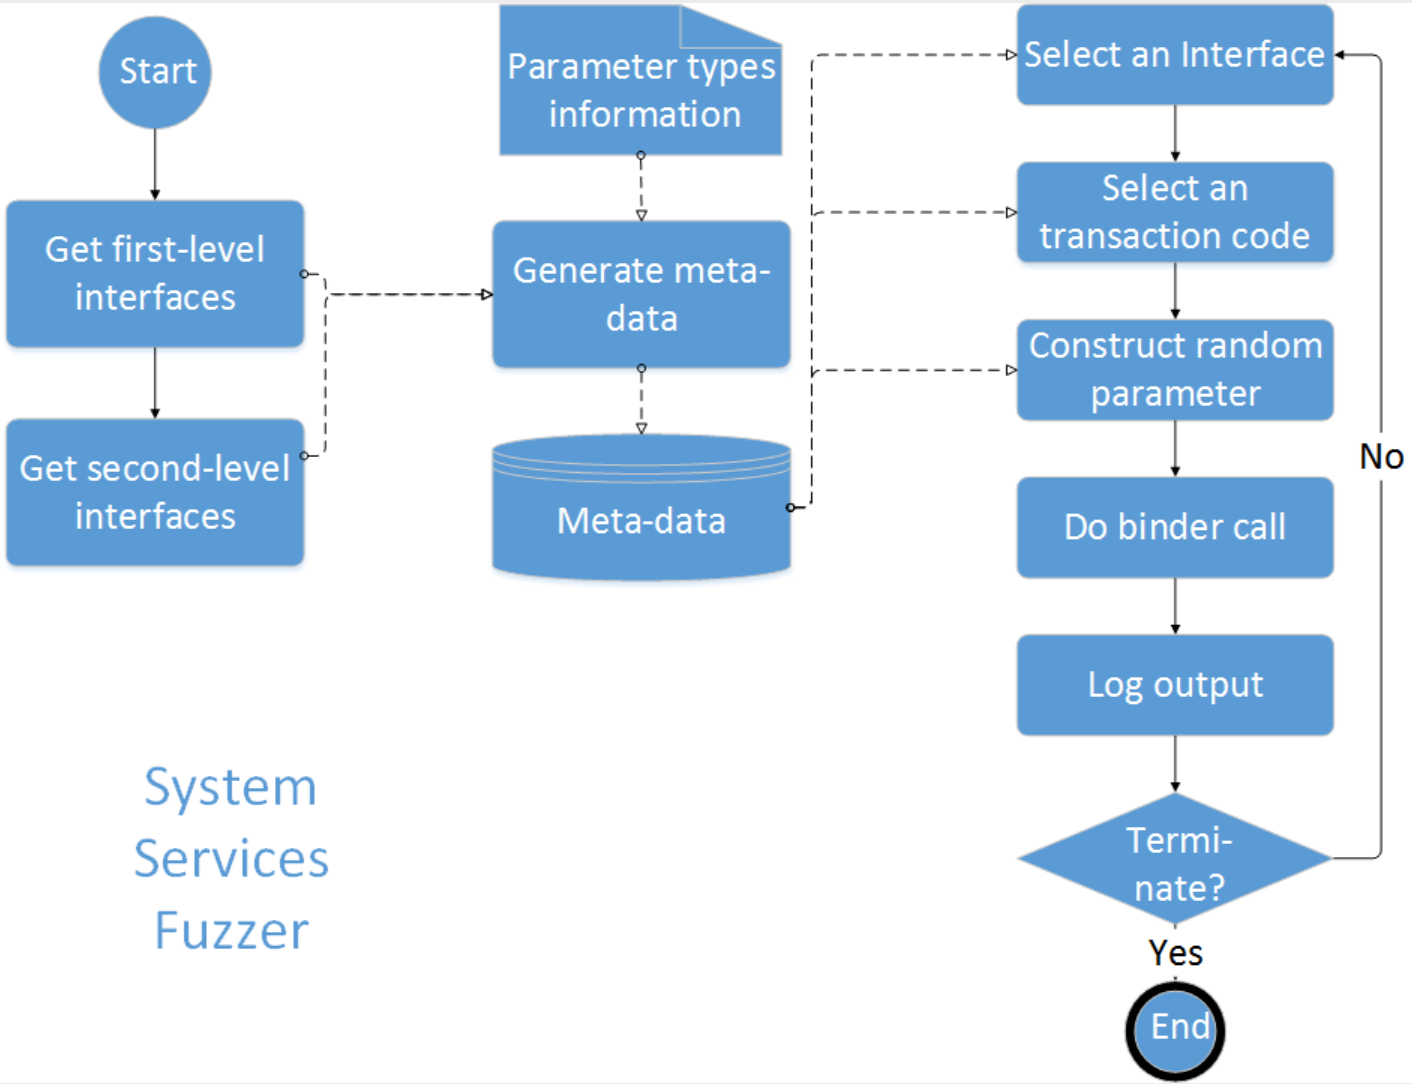 Start
Get first-level
interfaces
Get second-level
interfaces
Parameter types
information
Generate meta-
data
Meta-data
Select an Interface
Select an
transaction code
Construct random
parameter
Do binder call
Log output
Termi-
nate?
No
Yes
End
System
Services
Fuzzer